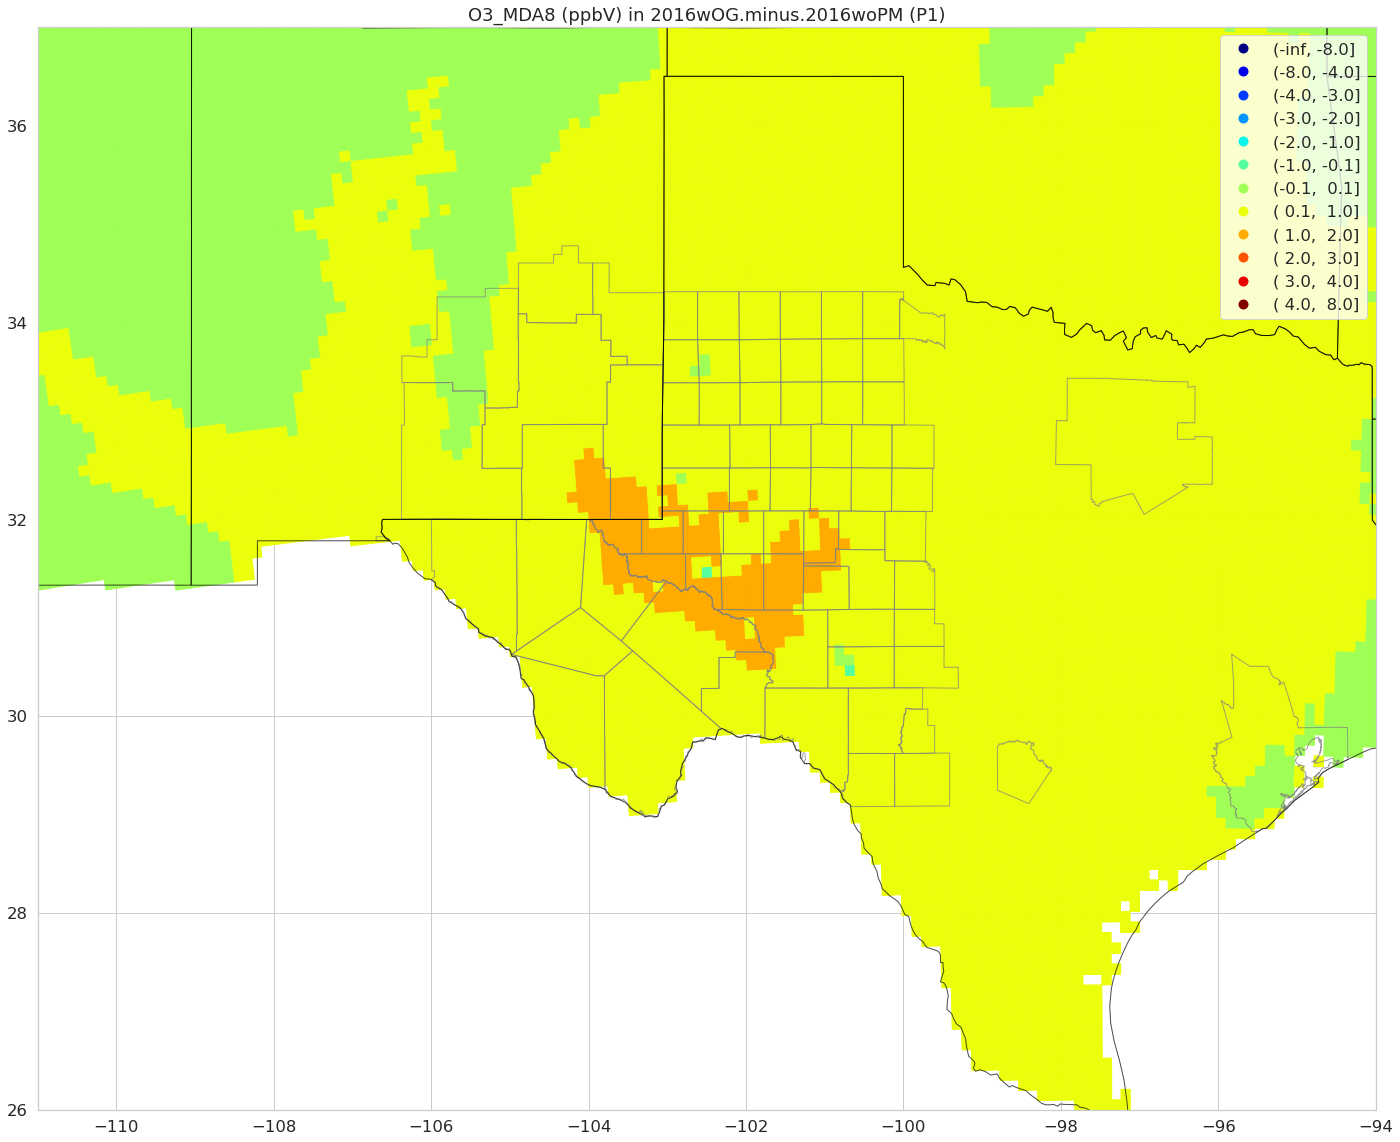 O3_MDA8 (ppbV) in 2016wOG.minus.2016woPM (P1)
(-inf, -8.0]
(-8.0, -4.0]
(-4.0, -3.0]
(-3.0, -2.0]
(-2.0, -1.0]
(-1.0, -0.1]
(-0.1,  0.1]
( 0.1,  1.0]
( 1.0,  2.0]
( 2.0,  3.0]
( 3.0,  4.0]
( 4.0,  8.0]
36
34
32
30
28
26
−110 −108 −106 −104 −102 −100 −98 −96 −94